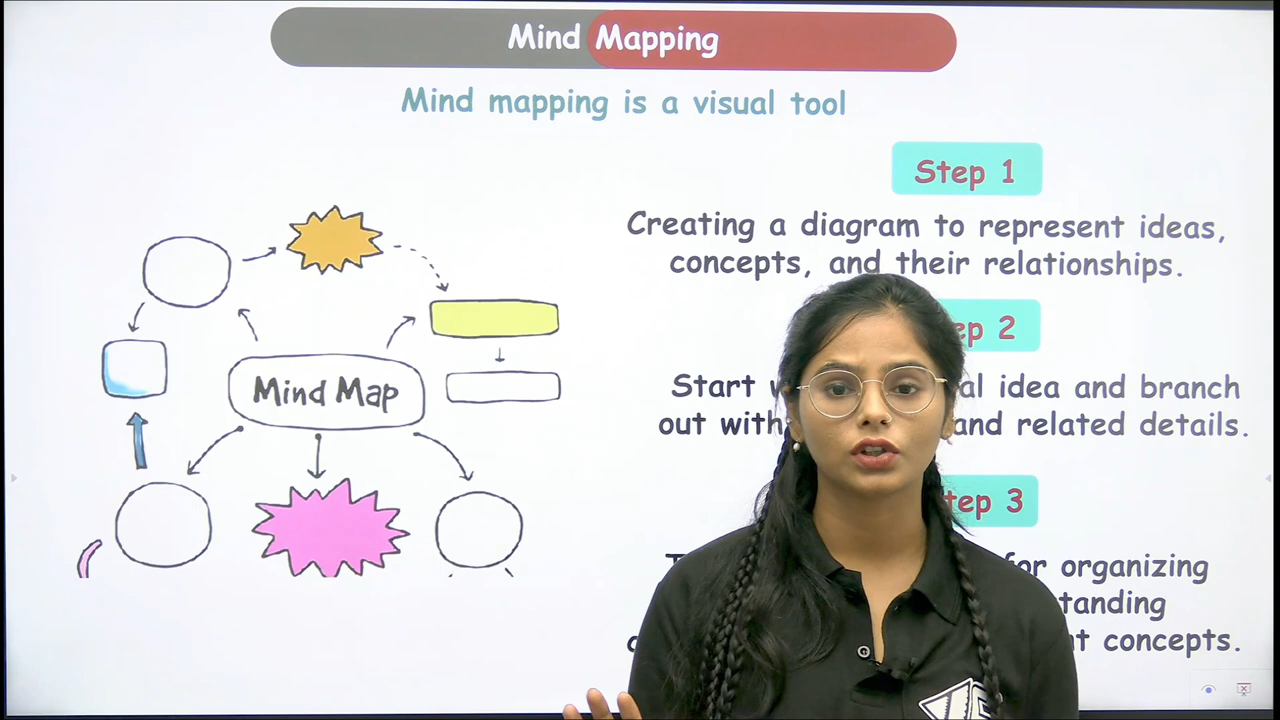 Mind Mapping
Mind mapping is a visual tool
Step 1
Creating a diagram to represent ideas,
concepts, and their relationships.
Mind Map
ep 2
Start al idea and branch
out with and related details.
tep 3
for organizing
tanding
t concepts.